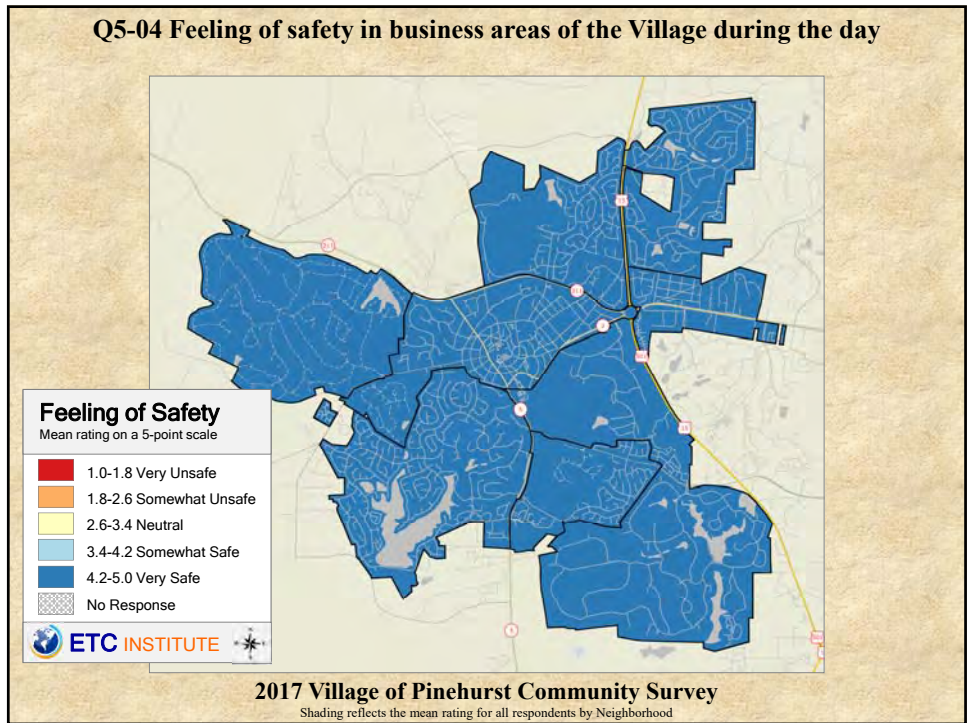 Q5-04 Feeling of safety in business areas of the Village during the day
Feeling of Safety
Mean rating on a 5-point scale
1.0-1.8 Very Unsafe
1.8-2.6 Somewhat Unsafe
2.6-3.4 Neutral
3.4-4.2 Somewhat Safe
4.2-5.0 Very Safe
No Response
ETC INSTITUTE
2017 Village of Pinehurst Community Survey
Shading reflects the mean rating for all respondents by Neighborhood